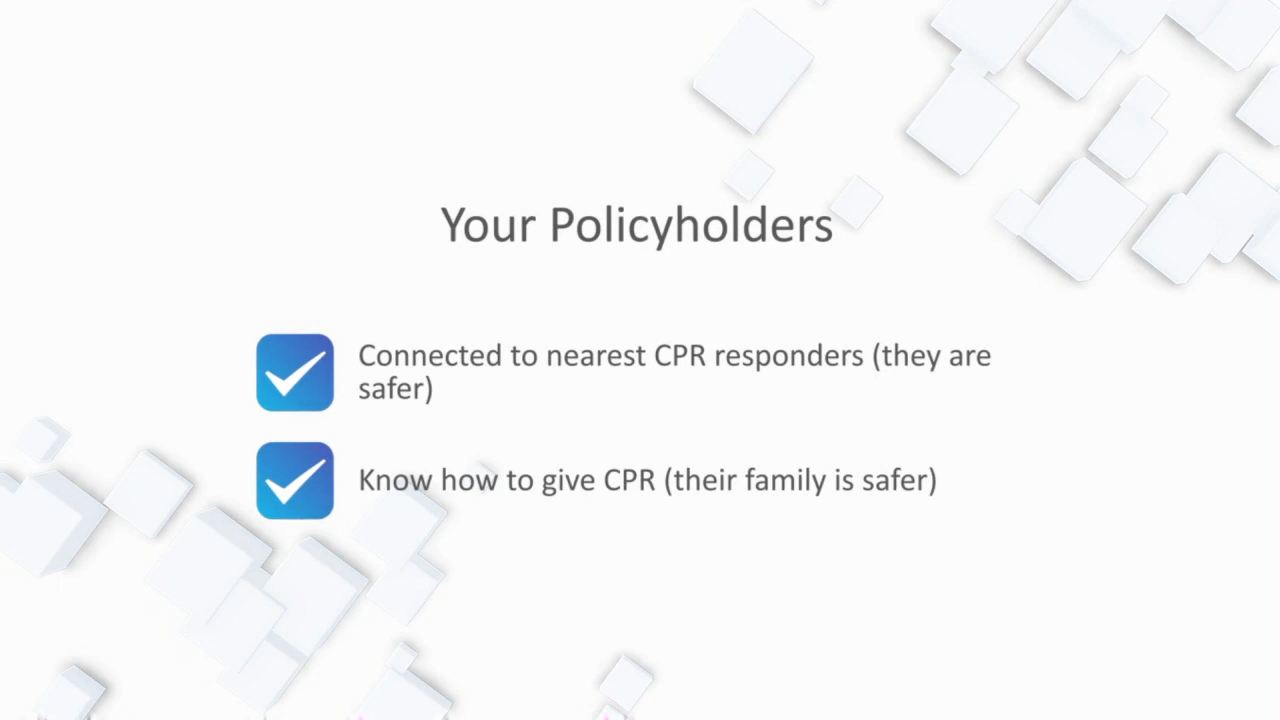 Your Policyholders
Connected to nearest CPR responders (they are
safer)
Know how to give CPR (their family is safer)